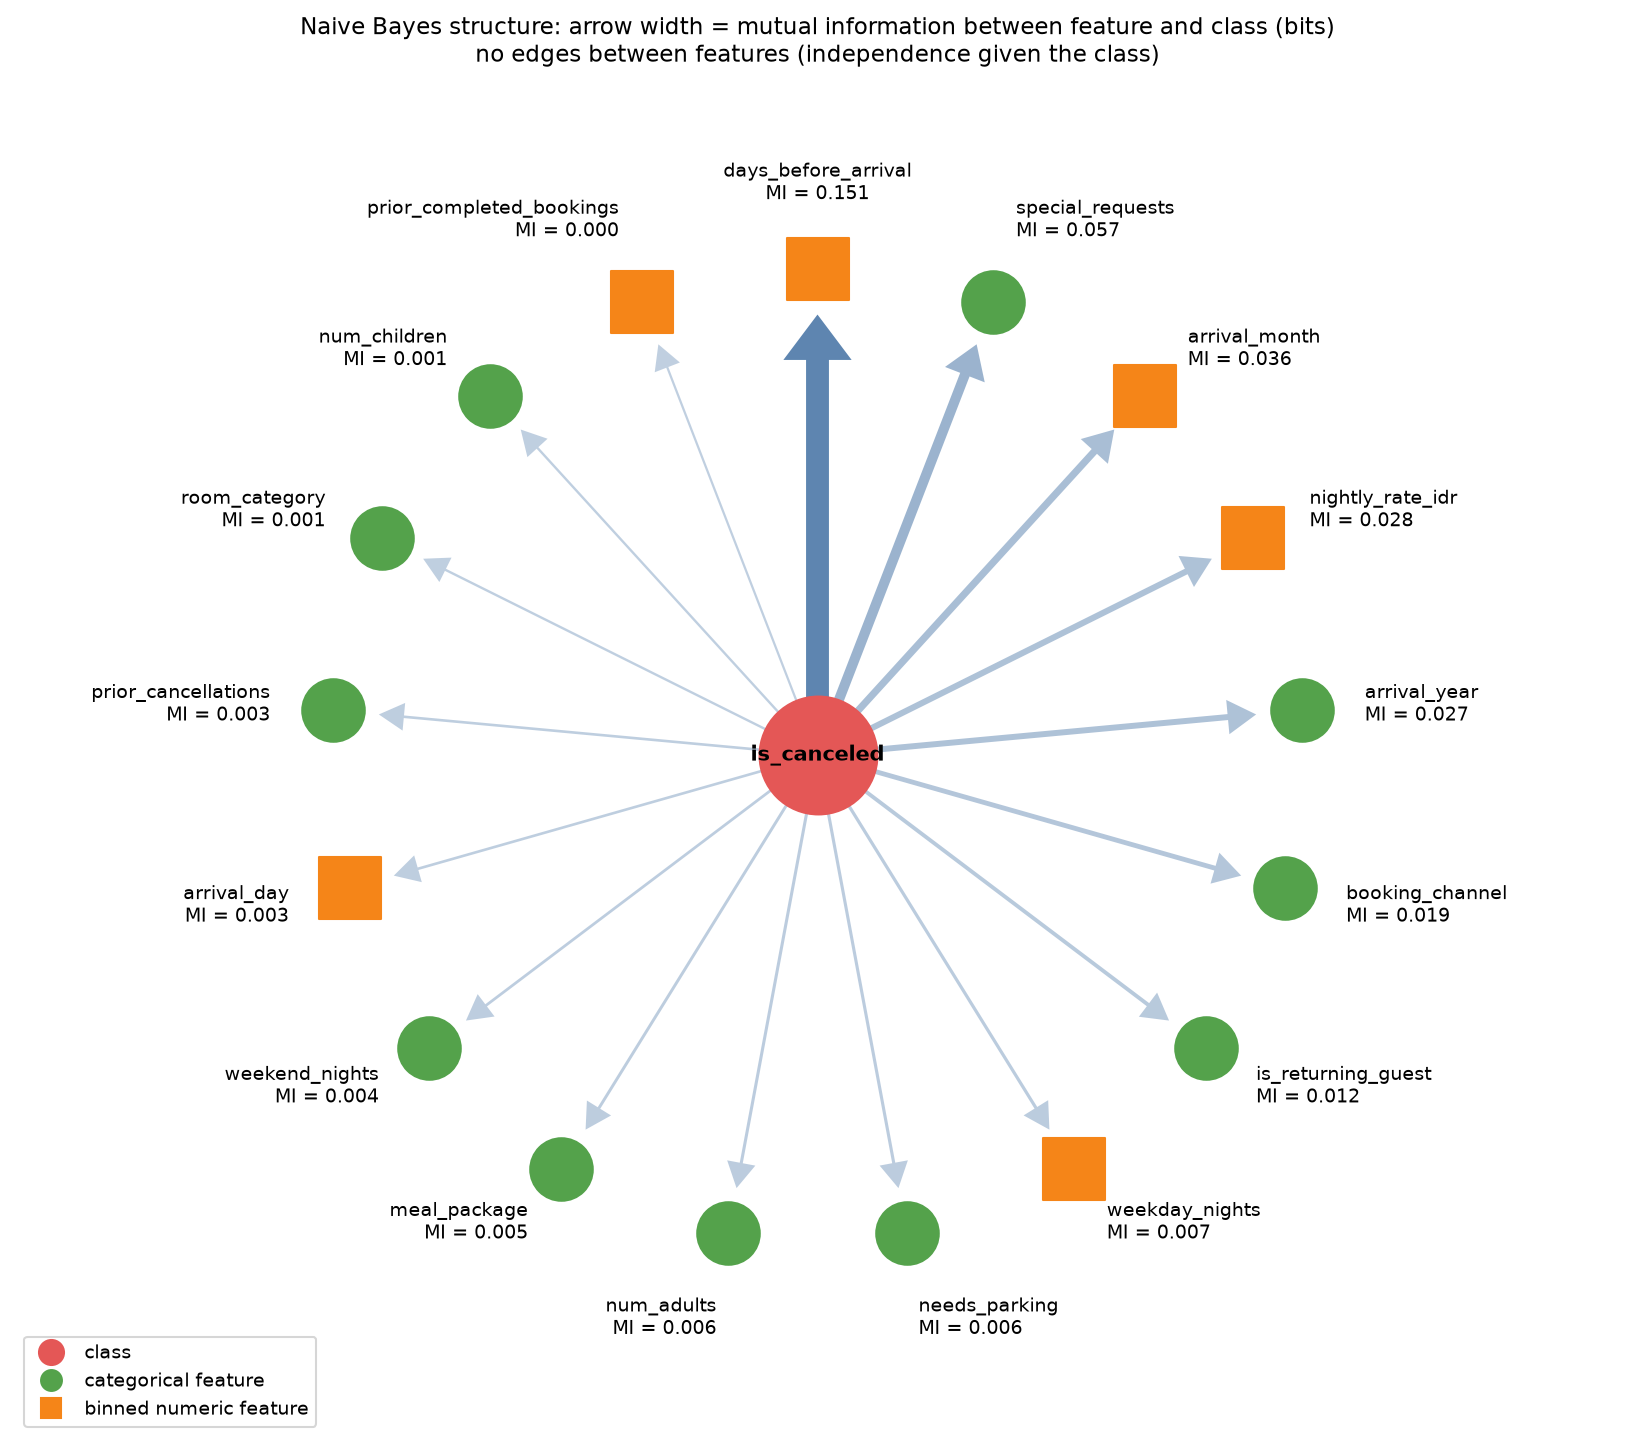 Naive Bayes structure: arrow width = mutual information between feature and class (bits)
no edges between features (independence given the class)
days_before_arrival
MI = 0.151
prior_completed_bookings
MI = 0.000
special_requests
MI = 0.057
num_children
MI = 0.001
arrival_month
MI = 0.036
room_category
MI = 0.001
nightly_rate_idr
MI = 0.028
prior_cancellations
MI = 0.003
arrival_year
MI = 0.027
is_canceled
arrival_day
MI = 0.003
booking_channel
MI = 0.019
weekend_nights
MI = 0.004
is_returning_guest
MI = 0.012
meal_package
MI = 0.005
weekday_nights
MI = 0.007
num_adults
MI = 0.006
needs_parking
MI = 0.006
class
categorical feature
binned numeric feature